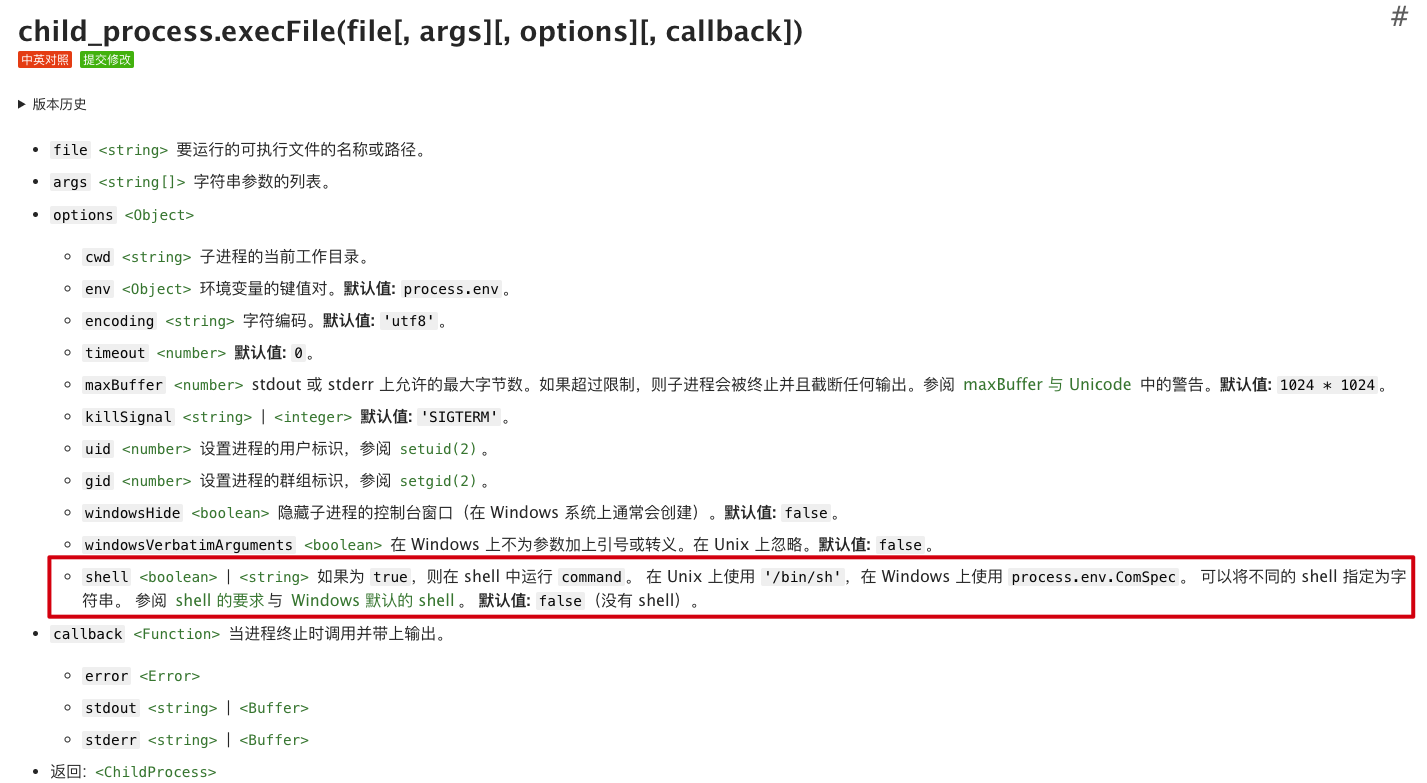 #
child_process.execFile(file[, args][, options][, callback])
中英对照 提交修改
▶ 版本历史
• file <string> 要运行的可执行文件的名称或路径。
• args <string[]> 字符串参数的列表。
• options <Object>
◦ cwd <string> 子进程的当前工作目录。
◦ env <Object> 环境变量的键值对。默认值: process.env。
◦ encoding <string> 字符编码。默认值: 'utf8'。
◦ timeout <number> 默认值: 0。
◦ maxBuffer <number> stdout 或 stderr 上允许的最大字节数。如果超过限制，则子进程会被终止并且截断任何输出。参阅 maxBuffer 与 Unicode 中的警告。默认值: 1024 * 1024。
◦ killSignal <string> | <integer> 默认值: 'SIGTERM'。
◦ uid <number> 设置进程的用户标识，参阅 setuid(2)。
◦ gid <number> 设置进程的群组标识，参阅 setgid(2)。
◦ windowsHide <boolean> 隐藏子进程的控制台窗口（在 Windows 系统上通常会创建）。默认值: false。
◦ windowsVerbatimArguments <boolean> 在 Windows 上不为参数加上引号或转义。在 Unix 上忽略。默认值: false。
◦ shell <boolean> | <string> 如果为 true，则在 shell 中运行 command。 在 Unix 上使用 '/bin/sh'，在 Windows 上使用 process.env.ComSpec。 可以将不同的 shell 指定为字
符串。 参阅 shell 的要求与 Windows 默认的 shell。 默认值: false（没有 shell）。
• callback <Function> 当进程终止时调用并带上输出。
◦ error <Error>
◦ stdout <string> | <Buffer>
◦ stderr <string> | <Buffer>
• 返回: <ChildProcess>